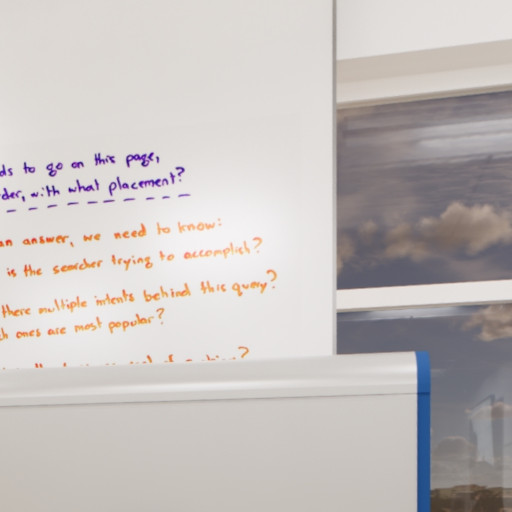 ds to go on this page,
der, with what placement?
an answer, we need to know:
is the searcher trying to accomplish?
there multiple intents behind this query?
ch ones are most popular?